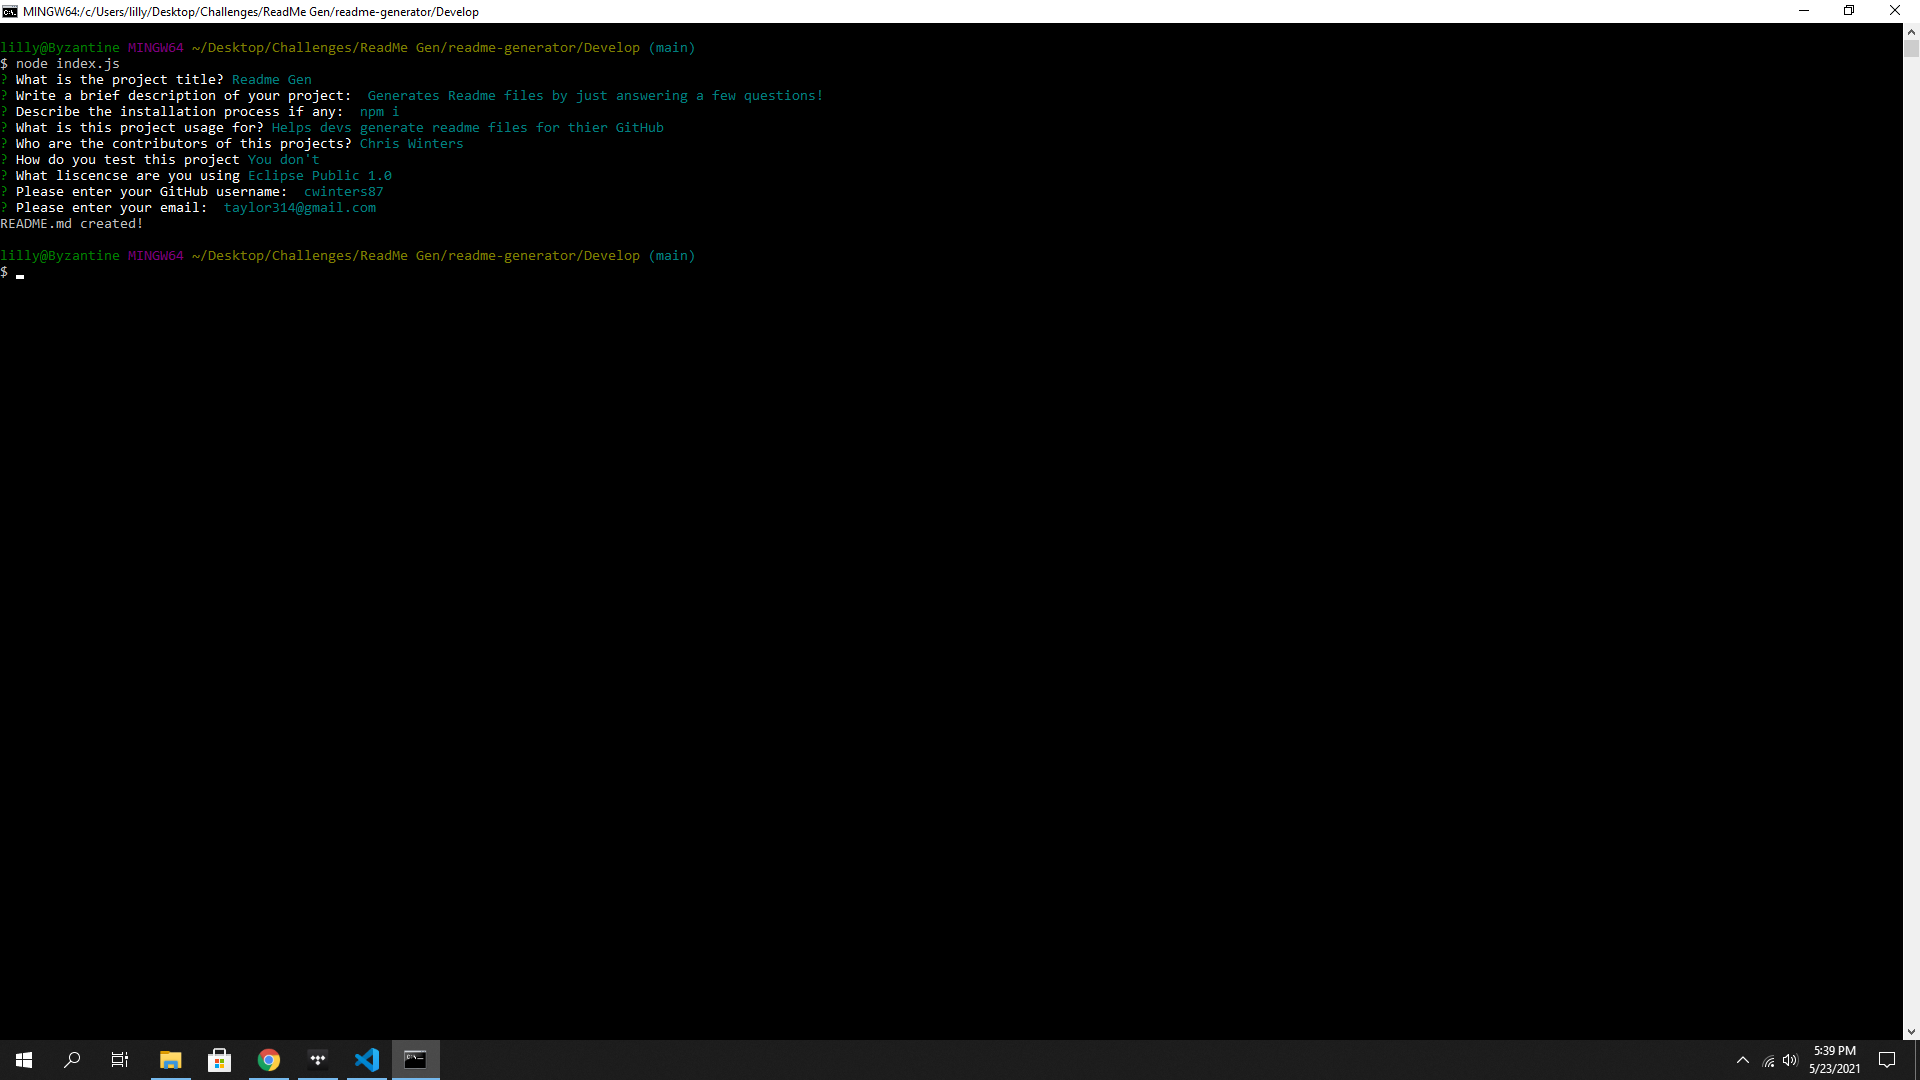 MINGW64:/c/Users/lilly/Desktop/Challenges/ReadMe Gen/readme-generator/Develop
lilly@Byzantine MINGW64 ~/Desktop/Challenges/ReadMe Gen/readme-generator/Develop (main)
$ node index.js
? What is the project title? Readme Gen
? Write a brief description of your project:  Generates Readme files by just answering a few questions!
? Describe the installation process if any:  npm i
? What is this project usage for? Helps devs generate readme files for thier GitHub
? Who are the contributors of this projects? Chris Winters
? How do you test this project You don't
? What liscencse are you using Eclipse Public 1.0
? Please enter your GitHub username:  cwinters87
? Please enter your email:  taylor314@gmail.com
README.md created!
lilly@Byzantine MINGW64 ~/Desktop/Challenges/ReadMe Gen/readme-generator/Develop (main)
$
5:39 PM
5/23/2021